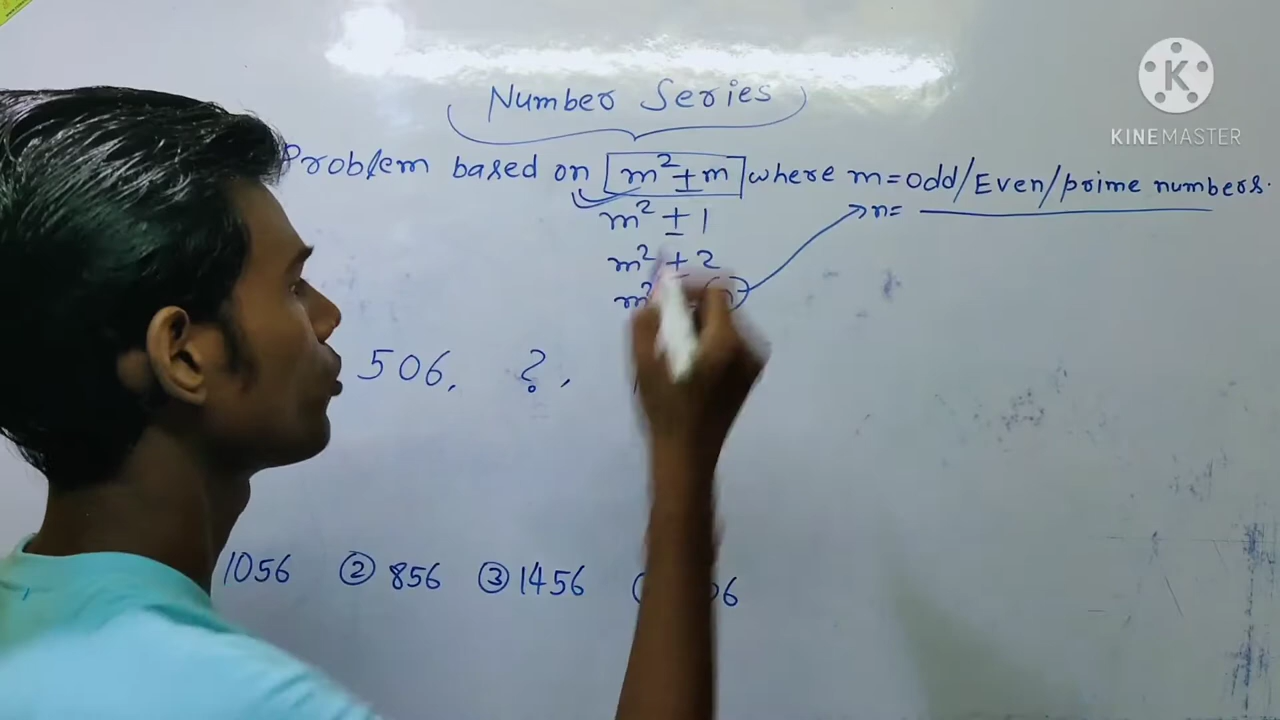 Number Series
Problem based on m²±m where m=odd/Even/prime numbers.
m² ± 1
n=
m² ± 2
m²
506, ?,
1056 ② 856 ③ 1456
KINEMASTER